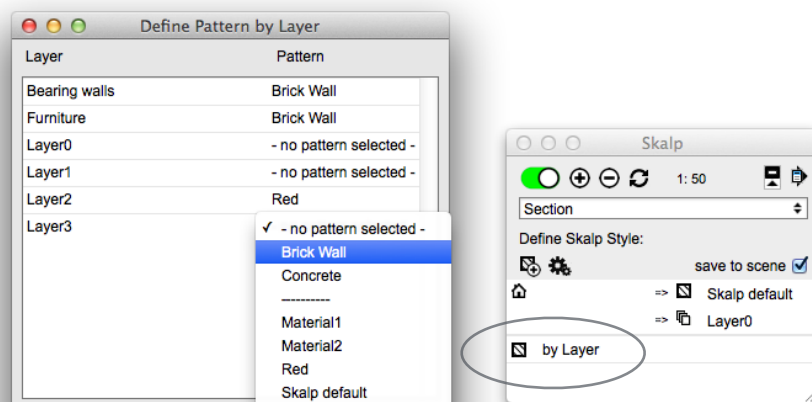 Define Pattern by Layer
Layer Pattern
Bearing walls Brick Wall
Furniture Brick Wall
Layer0 - no pattern selected -
Layer1 - no pattern selected -
Layer2 Red
Layer3
✓ - no pattern selected -
Brick Wall
Concrete
----------
Material1
Material2
Red
Skalp default
Skalp
1: 50
Section
Define Skalp Style:
save to scene
=> Skalp default
=> Layer0
by Layer